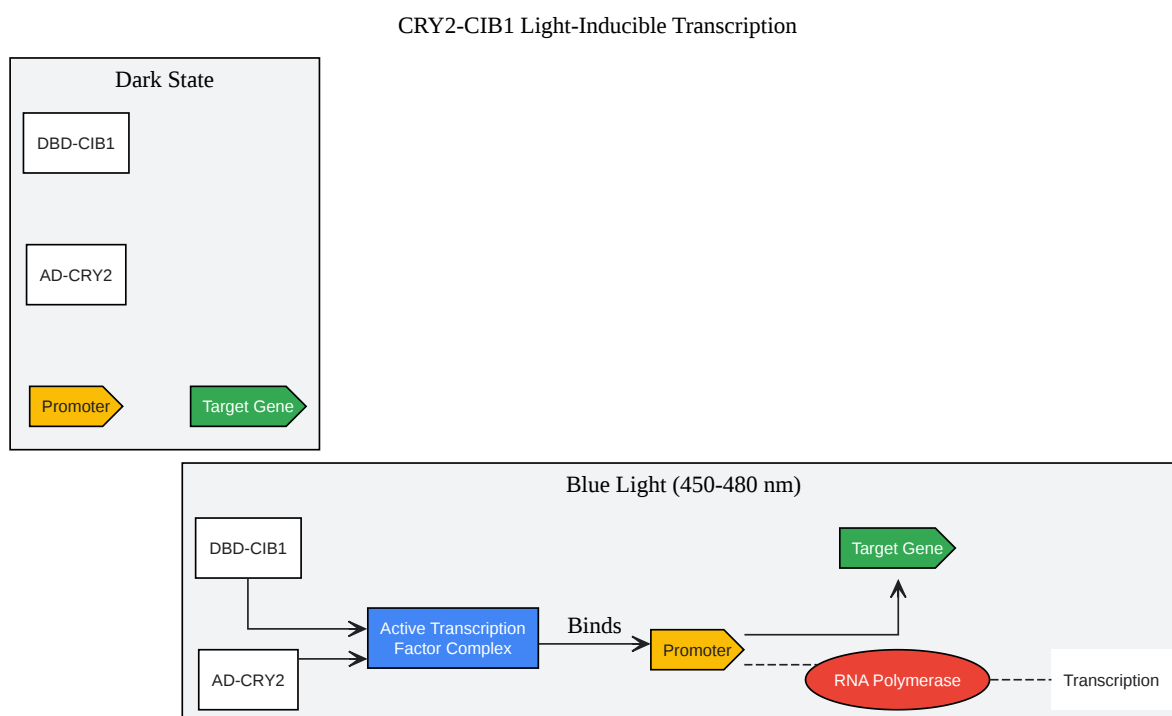 CRY2-CIB1 Light-Inducible Transcription
Dark State
DBD-CIB1
AD-CRY2
Promoter
Target Gene
Blue Light (450-480 nm)
DBD-CIB1
Target Gene
Active Transcription
Factor Complex
Binds
Promoter
AD-CRY2
RNA Polymerase
Transcription